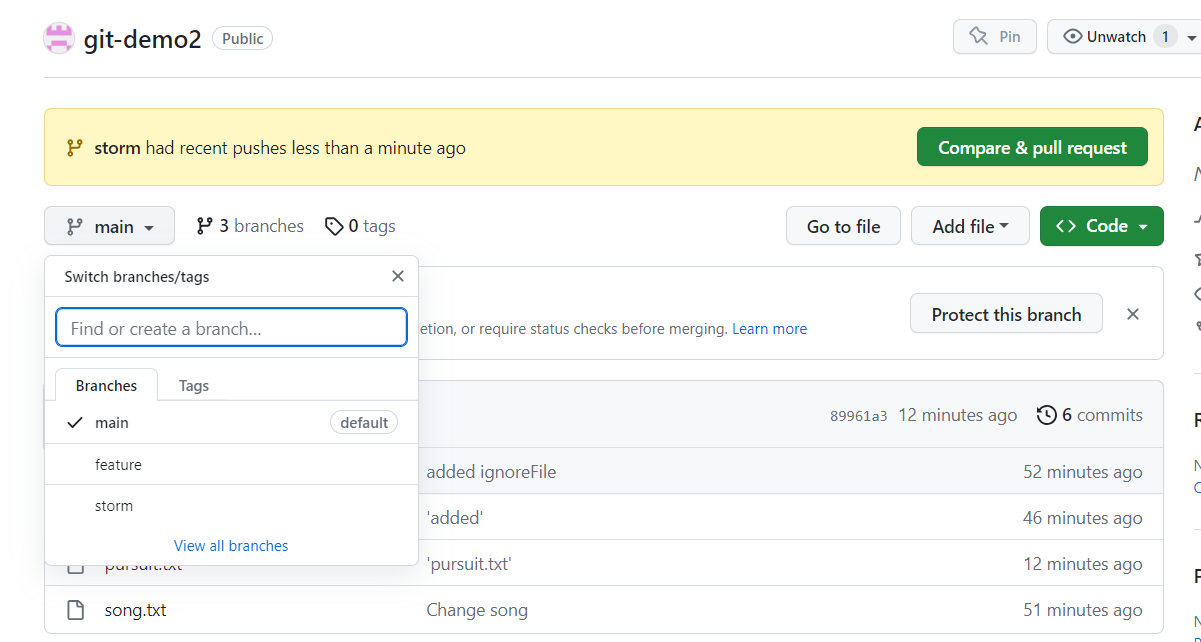 git-demo2 Public Pin Unwatch 1
storm had recent pushes less than a minute ago Compare & pull request
main 3 branches 0 tags Go to file Add file Code
Switch branches/tags
Find or create a branch...
etion, or require status checks before merging. Learn more Protect this branch
Branches Tags
main default
feature
storm
View all branches
89961a3 12 minutes ago 6 commits
added ignoreFile 52 minutes ago
'added' 46 minutes ago
pursuit.txt 'pursuit.txt' 12 minutes ago
song.txt Change song 51 minutes ago